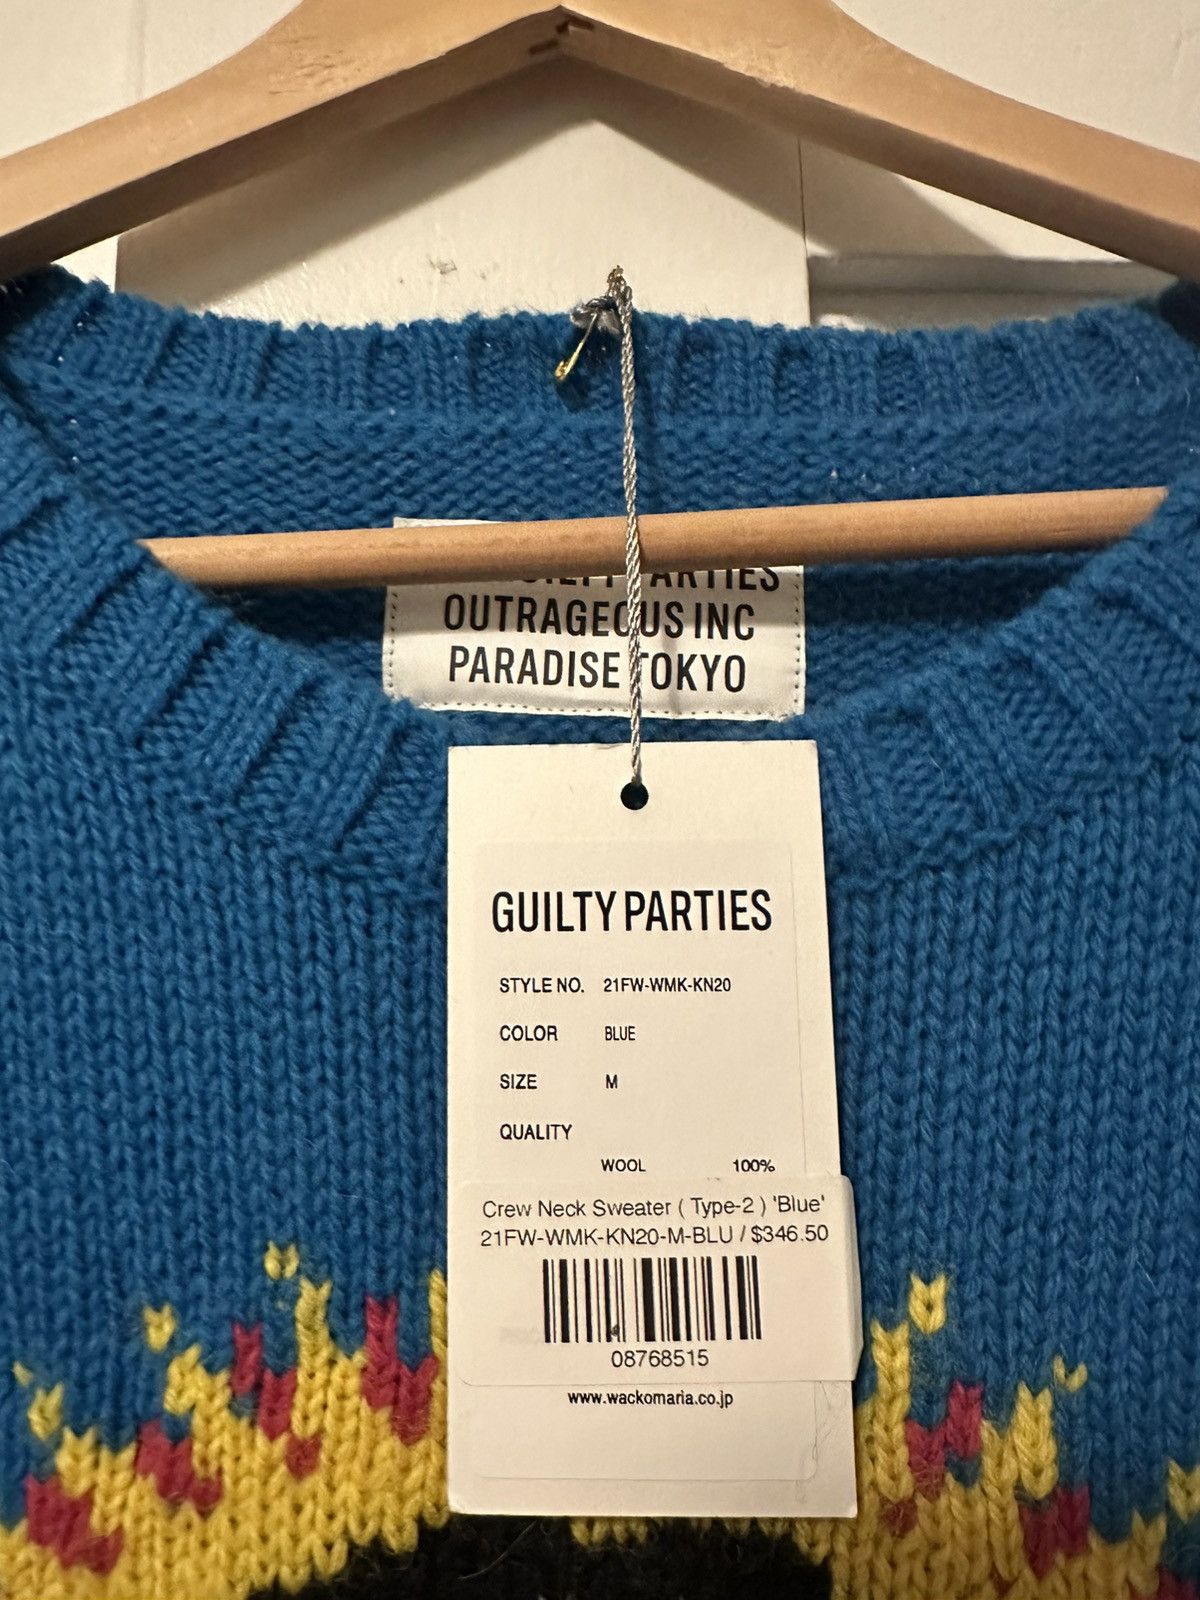 PARTIES
OUTRAGEOUS INC
PARADISE TOKYO
GUILTY PARTIES
STYLE NO. 21FW-WMK-KN20
COLOR BLUE
SIZE M
QUALITY
WOOL 100%
Crew Neck Sweater ( Type-2 ) 'Blue'
21FW-WMK-KN20-M-BLU / $346.50
08768515
www.wackomaria.co.jp